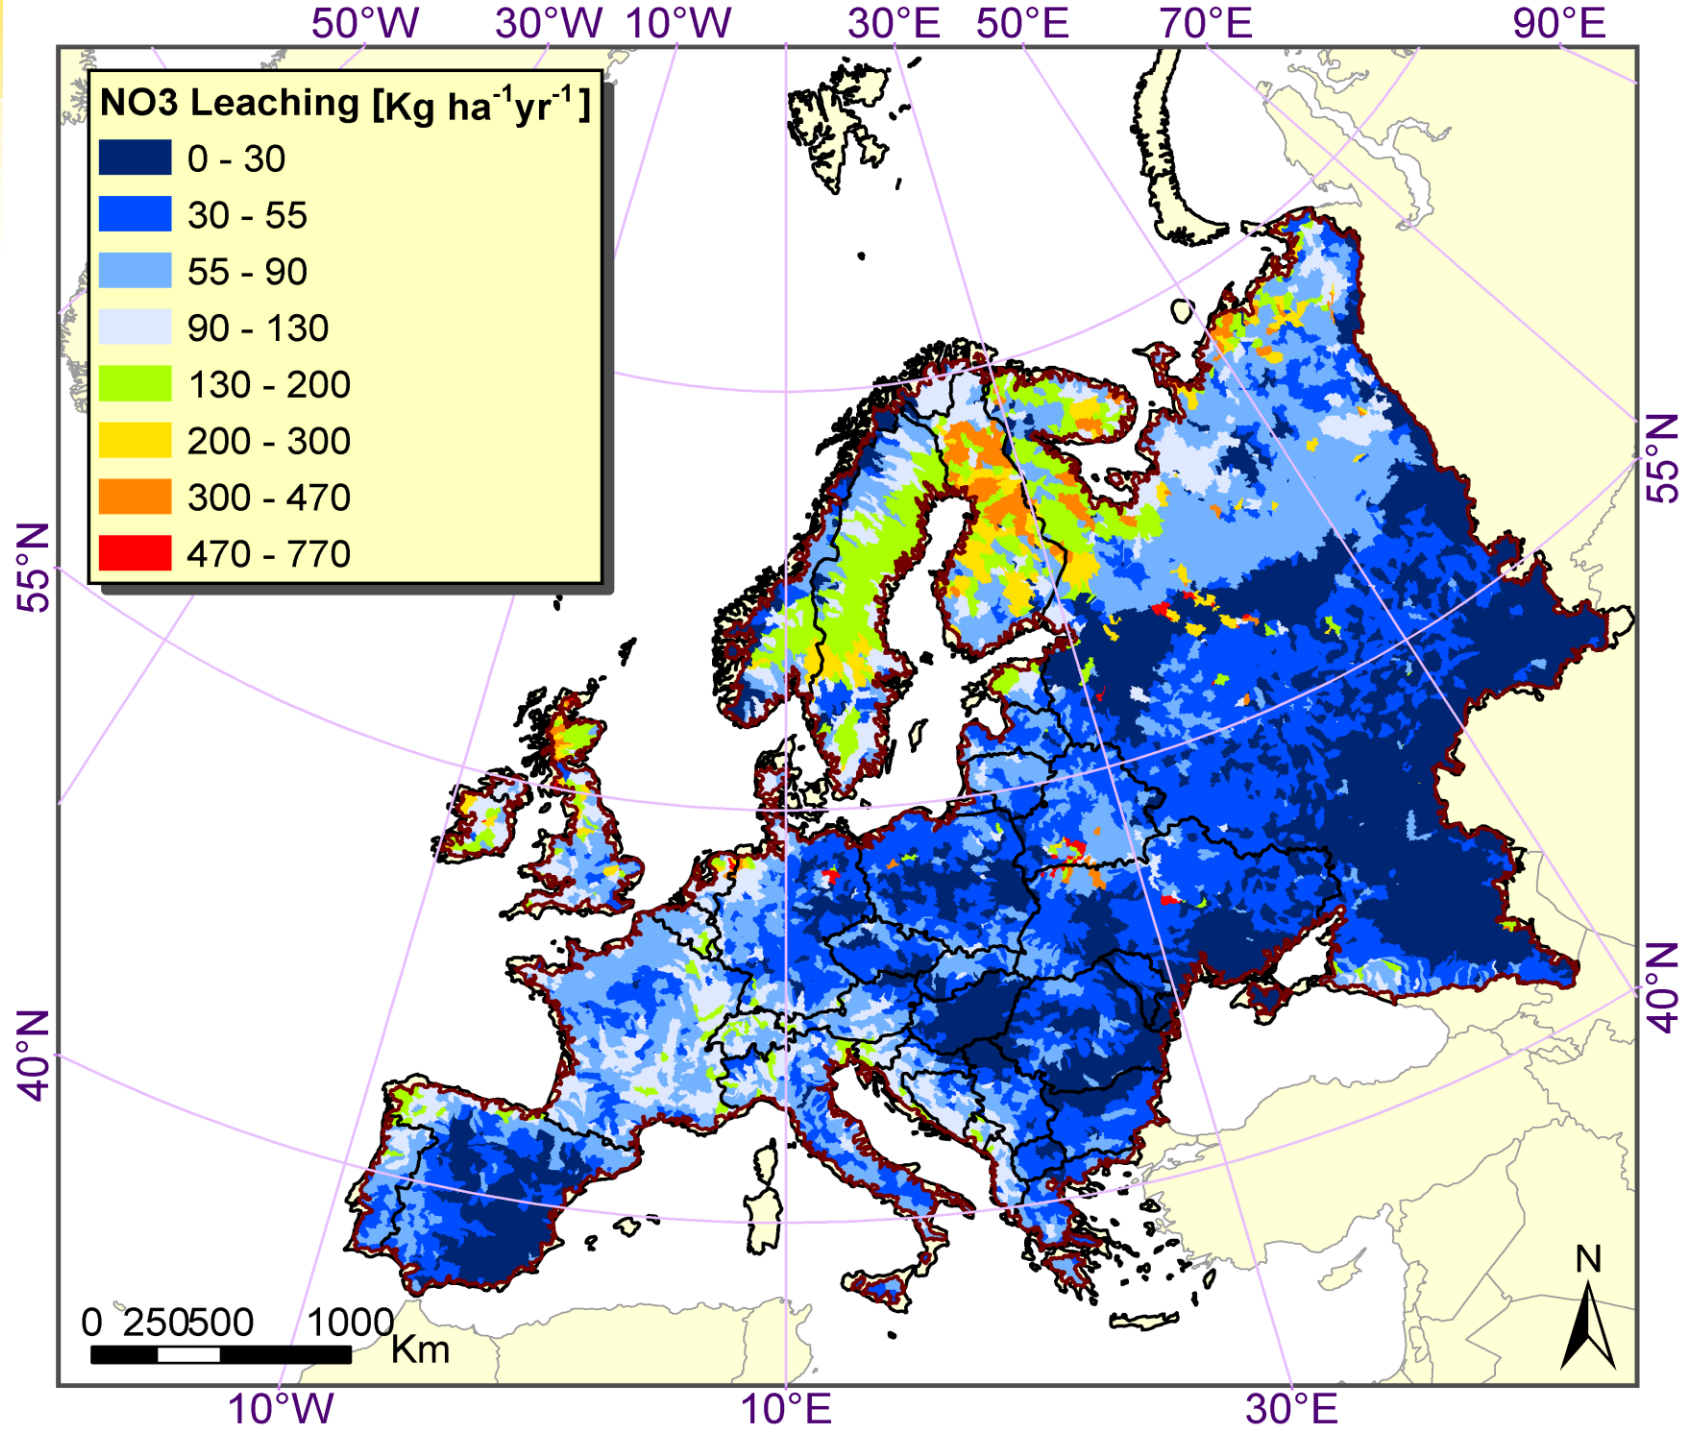 50°W 30°W 10°W 30°E 50°E 70°E 90°E
NO3 Leaching [Kg ha-1yr-1]
0 - 30
30 - 55
55 - 90
90 - 130
130 - 200
200 - 300
300 - 470
470 - 770
55°N 55°N
40°N 40°N
N
0 250500 1000
Km
10°W 10°E 30°E